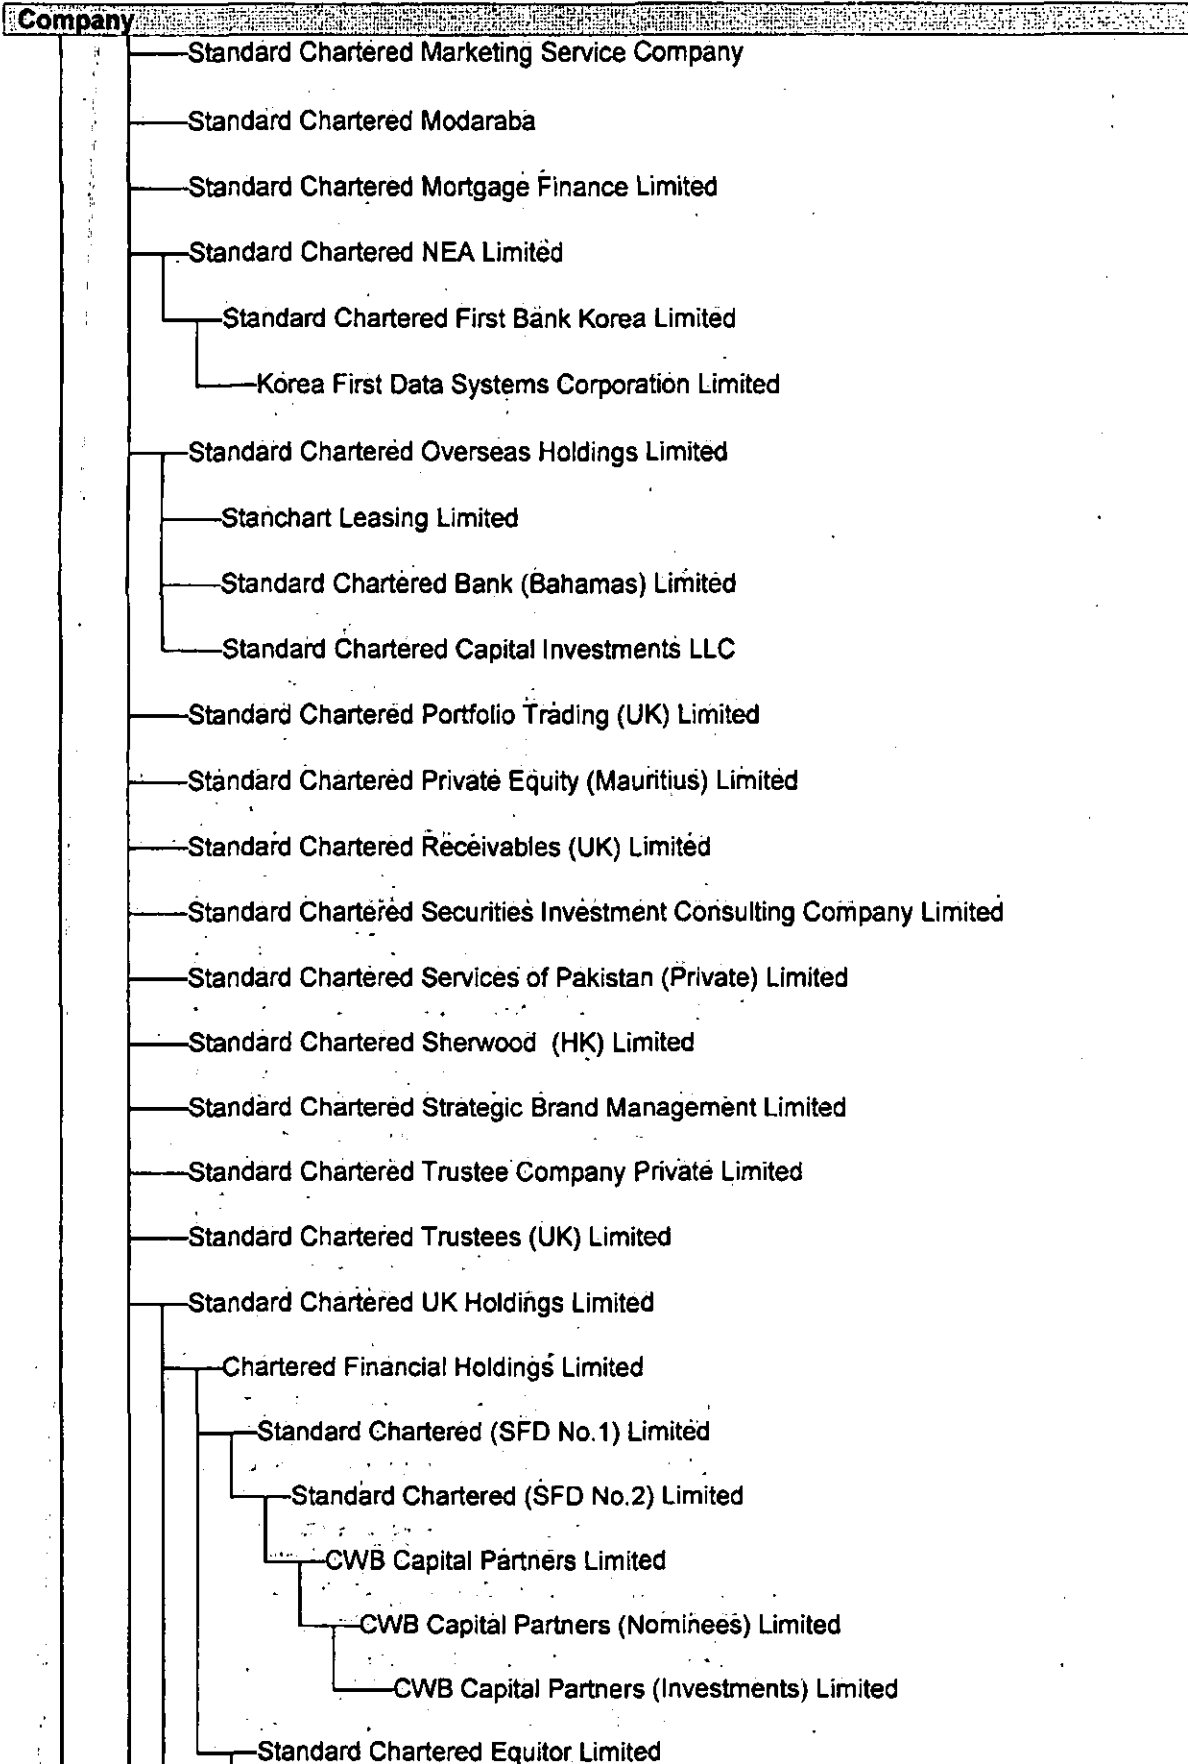 Company
Standard Chartered Marketing Service Company
Standard Chartered Modaraba
Standard Chartered Mortgage Finance Limited
Standard Chartered NEA Limited
Standard Chartered First Bank Korea Limited
Korea First Data Systems Corporation Limited
Standard Chartered Overseas Holdings Limited
Stanchart Leasing Limited
Standard Chartered Bank (Bahamas) Limited
Standard Chartered Capital Investments LLC
Standard Chartered Portfolio Trading (UK) Limited
Standard Chartered Private Equity (Mauritius) Limited
Standard Chartered Receivables (UK) Limited
Standard Chartered Securities Investment Consulting Company Limited
Standard Chartered Services of Pakistan (Private) Limited
Standard Chartered Sherwood (HK) Limited
Standard Chartered Strategic Brand Management Limited
Standard Chartered Trustee Company Private Limited
Standard Chartered Trustees (UK) Limited
Standard Chartered UK Holdings Limited
Chartered Financial Holdings Limited
Standard Chartered (SFD No.1) Limited
Standard Chartered (SFD No.2) Limited
CWB Capital Partners Limited
CWB Capital Partners (Nominees) Limited
CWB Capital Partners (Investments) Limited
Standard Chartered Equitor Limited